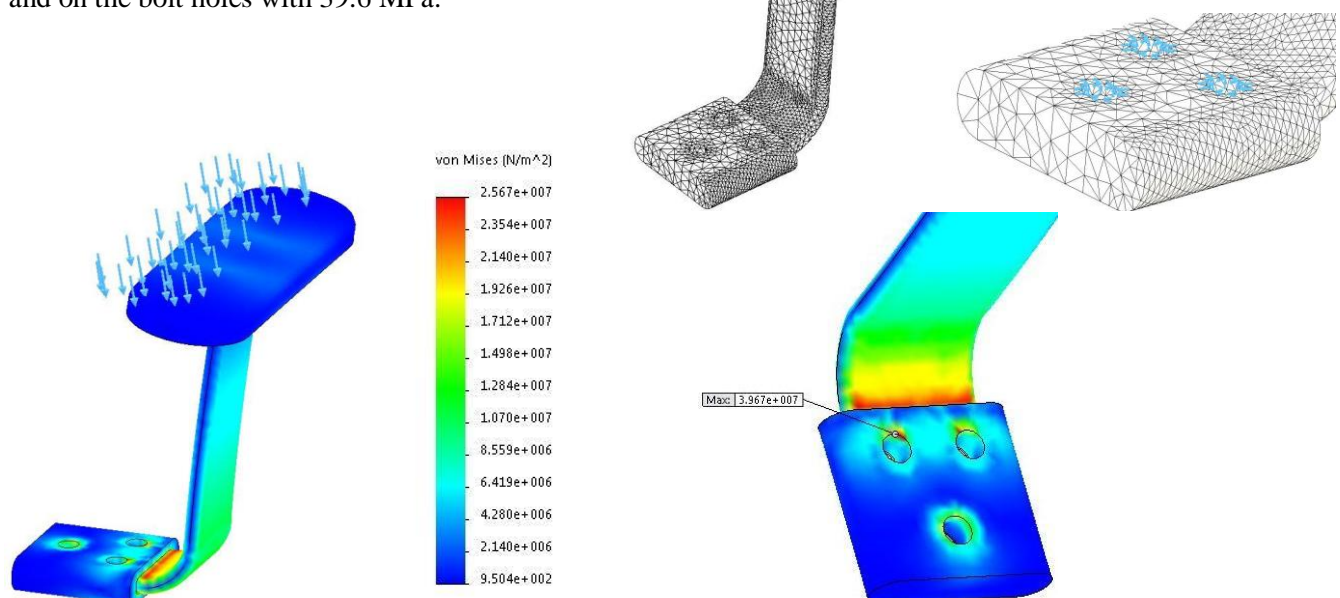 and on the bolt holes with 39.6 MPa.
von Mises (N/m^2)
2.567e+007
2.354e+007
2.140e+007
1.926e+007
1.712e+007
1.498e+007
1.284e+007
1.070e+007
8.559e+006
6.419e+006
4.280e+006
2.140e+006
9.504e+002
Max: 3.967e+007